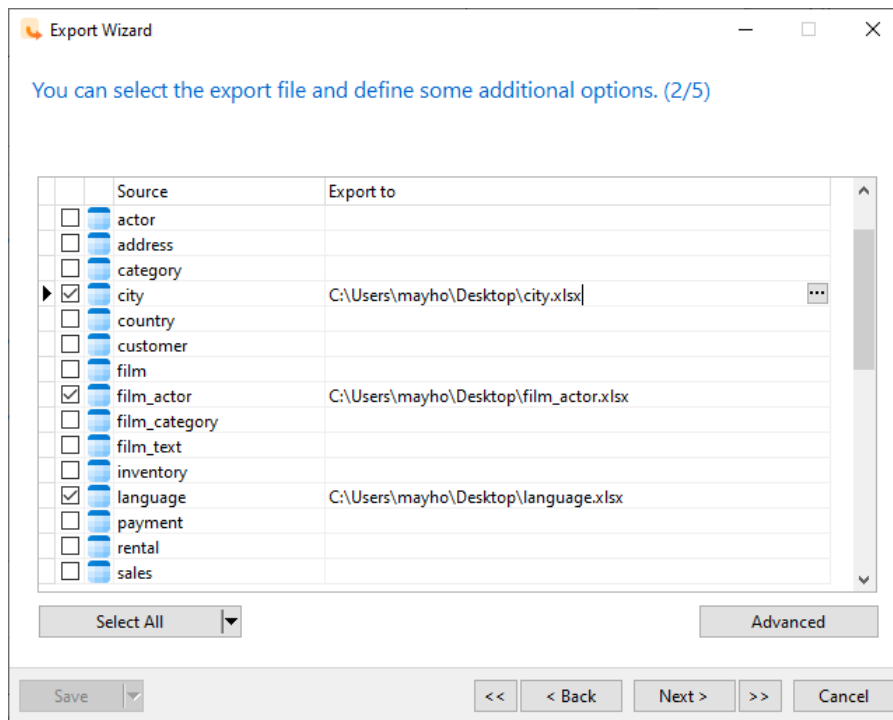 Export Wizard
You can select the export file and define some additional options. (2/5)
Source Export to
actor
address
category
city C:\Users\mayho\Desktop\city.xlsx ...
country
customer
film
film_actor C:\Users\mayho\Desktop\film_actor.xlsx
film_category
film_text
inventory
language C:\Users\mayho\Desktop\language.xlsx
payment
rental
sales
Select All Advanced
Save << < Back Next > >> Cancel